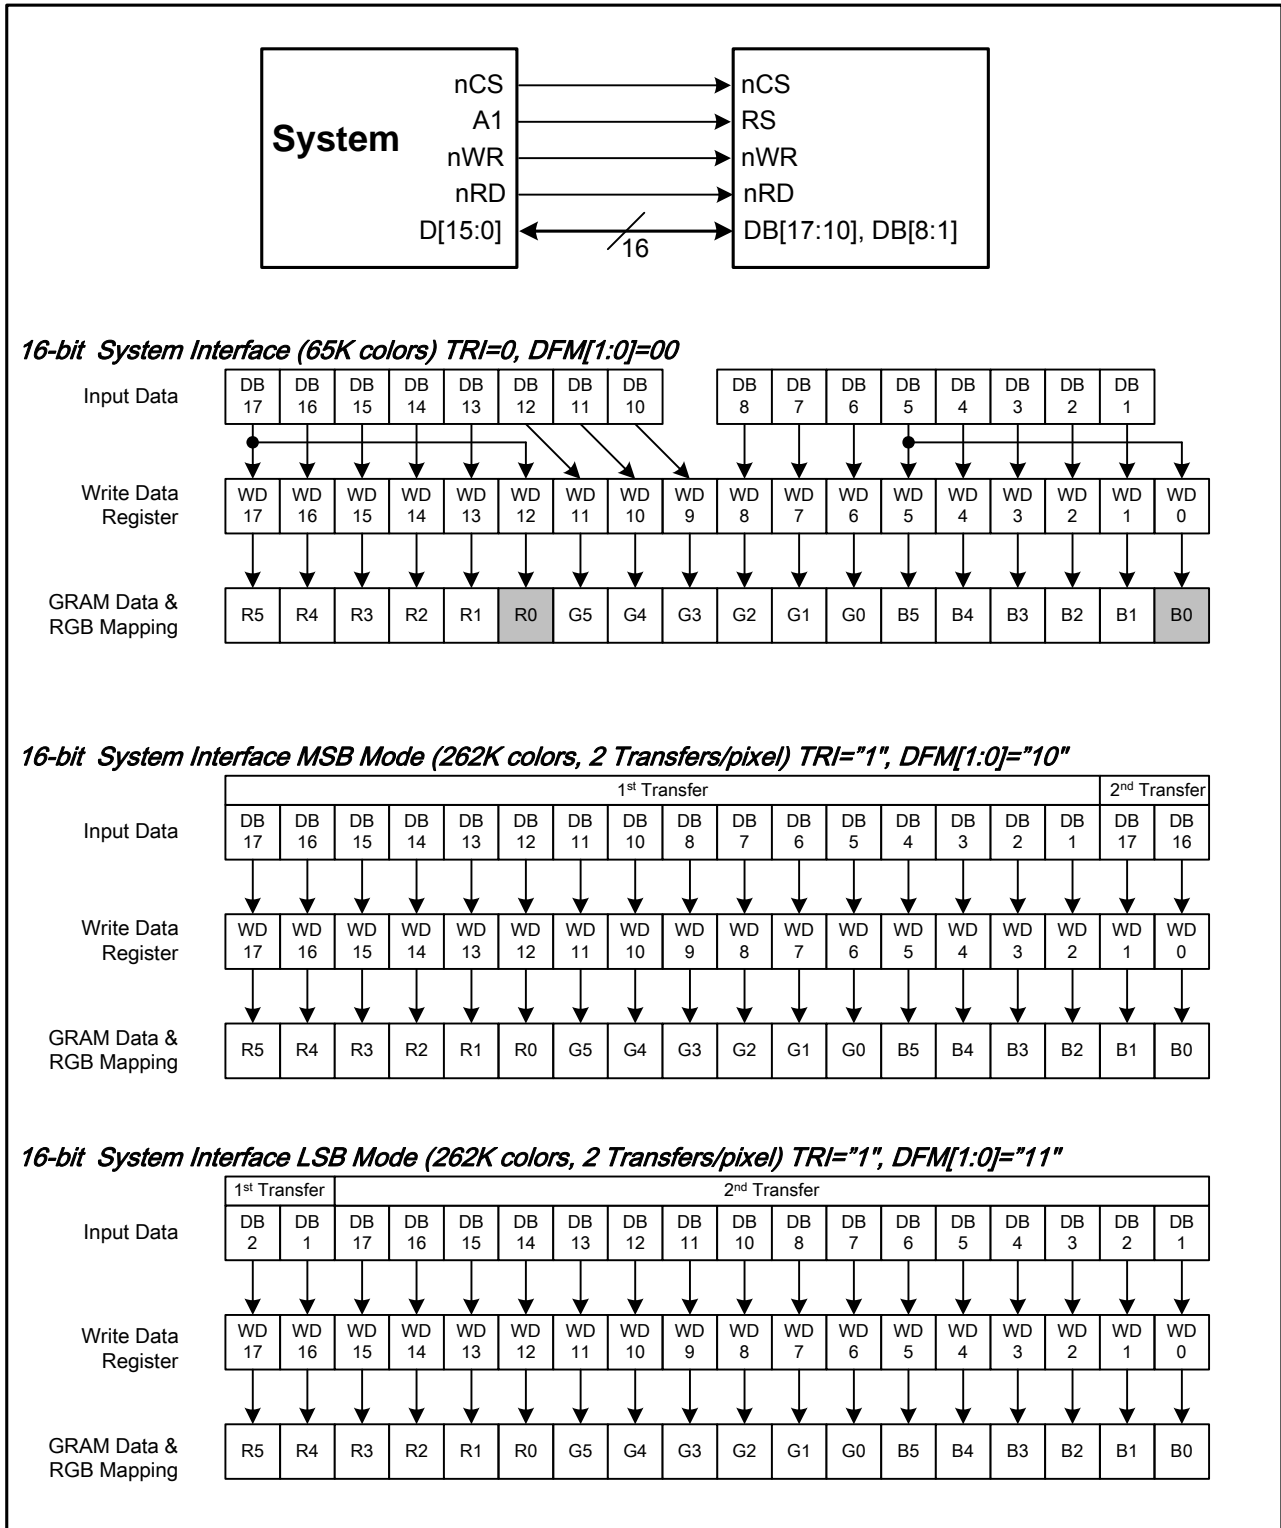 System
nCS nCS
A1 RS
nWR nWR
nRD nRD
D[15:0] 16 DB[17:10], DB[8:1]
16-bit System Interface (65K colors) TRI=0, DFM[1:0]=00
Input Data
DB 17 DB 16 DB 15 DB 14 DB 13 DB 12 DB 11 DB 10 DB 8 DB 7 DB 6 DB 5 DB 4 DB 3 DB 2 DB 1
Write Data
Register
WD 17 WD 16 WD 15 WD 14 WD 13 WD 12 WD 11 WD 10 WD 9 WD 8 WD 7 WD 6 WD 5 WD 4 WD 3 WD 2 WD 1 WD 0
GRAM Data &
RGB Mapping
R5 R4 R3 R2 R1 R0 G5 G4 G3 G2 G1 G0 B5 B4 B3 B2 B1 B0
16-bit System Interface MSB Mode (262K colors, 2 Transfers/pixel) TRI=”1”, DFM[1:0]=”10”
1st Transfer 2nd Transfer
Input Data
DB 17 DB 16 DB 15 DB 14 DB 13 DB 12 DB 11 DB 10 DB 8 DB 7 DB 6 DB 5 DB 4 DB 3 DB 2 DB 1 DB 17 DB 16
Write Data
Register
WD 17 WD 16 WD 15 WD 14 WD 13 WD 12 WD 11 WD 10 WD 9 WD 8 WD 7 WD 6 WD 5 WD 4 WD 3 WD 2 WD 1 WD 0
GRAM Data &
RGB Mapping
R5 R4 R3 R2 R1 R0 G5 G4 G3 G2 G1 G0 B5 B4 B3 B2 B1 B0
16-bit System Interface LSB Mode (262K colors, 2 Transfers/pixel) TRI=”1”, DFM[1:0]=”11”
1st Transfer 2nd Transfer
Input Data
DB 2 DB 1 DB 17 DB 16 DB 15 DB 14 DB 13 DB 12 DB 11 DB 10 DB 8 DB 7 DB 6 DB 5 DB 4 DB 3 DB 2 DB 1
Write Data
Register
WD 17 WD 16 WD 15 WD 14 WD 13 WD 12 WD 11 WD 10 WD 9 WD 8 WD 7 WD 6 WD 5 WD 4 WD 3 WD 2 WD 1 WD 0
GRAM Data &
RGB Mapping
R5 R4 R3 R2 R1 R0 G5 G4 G3 G2 G1 G0 B5 B4 B3 B2 B1 B0